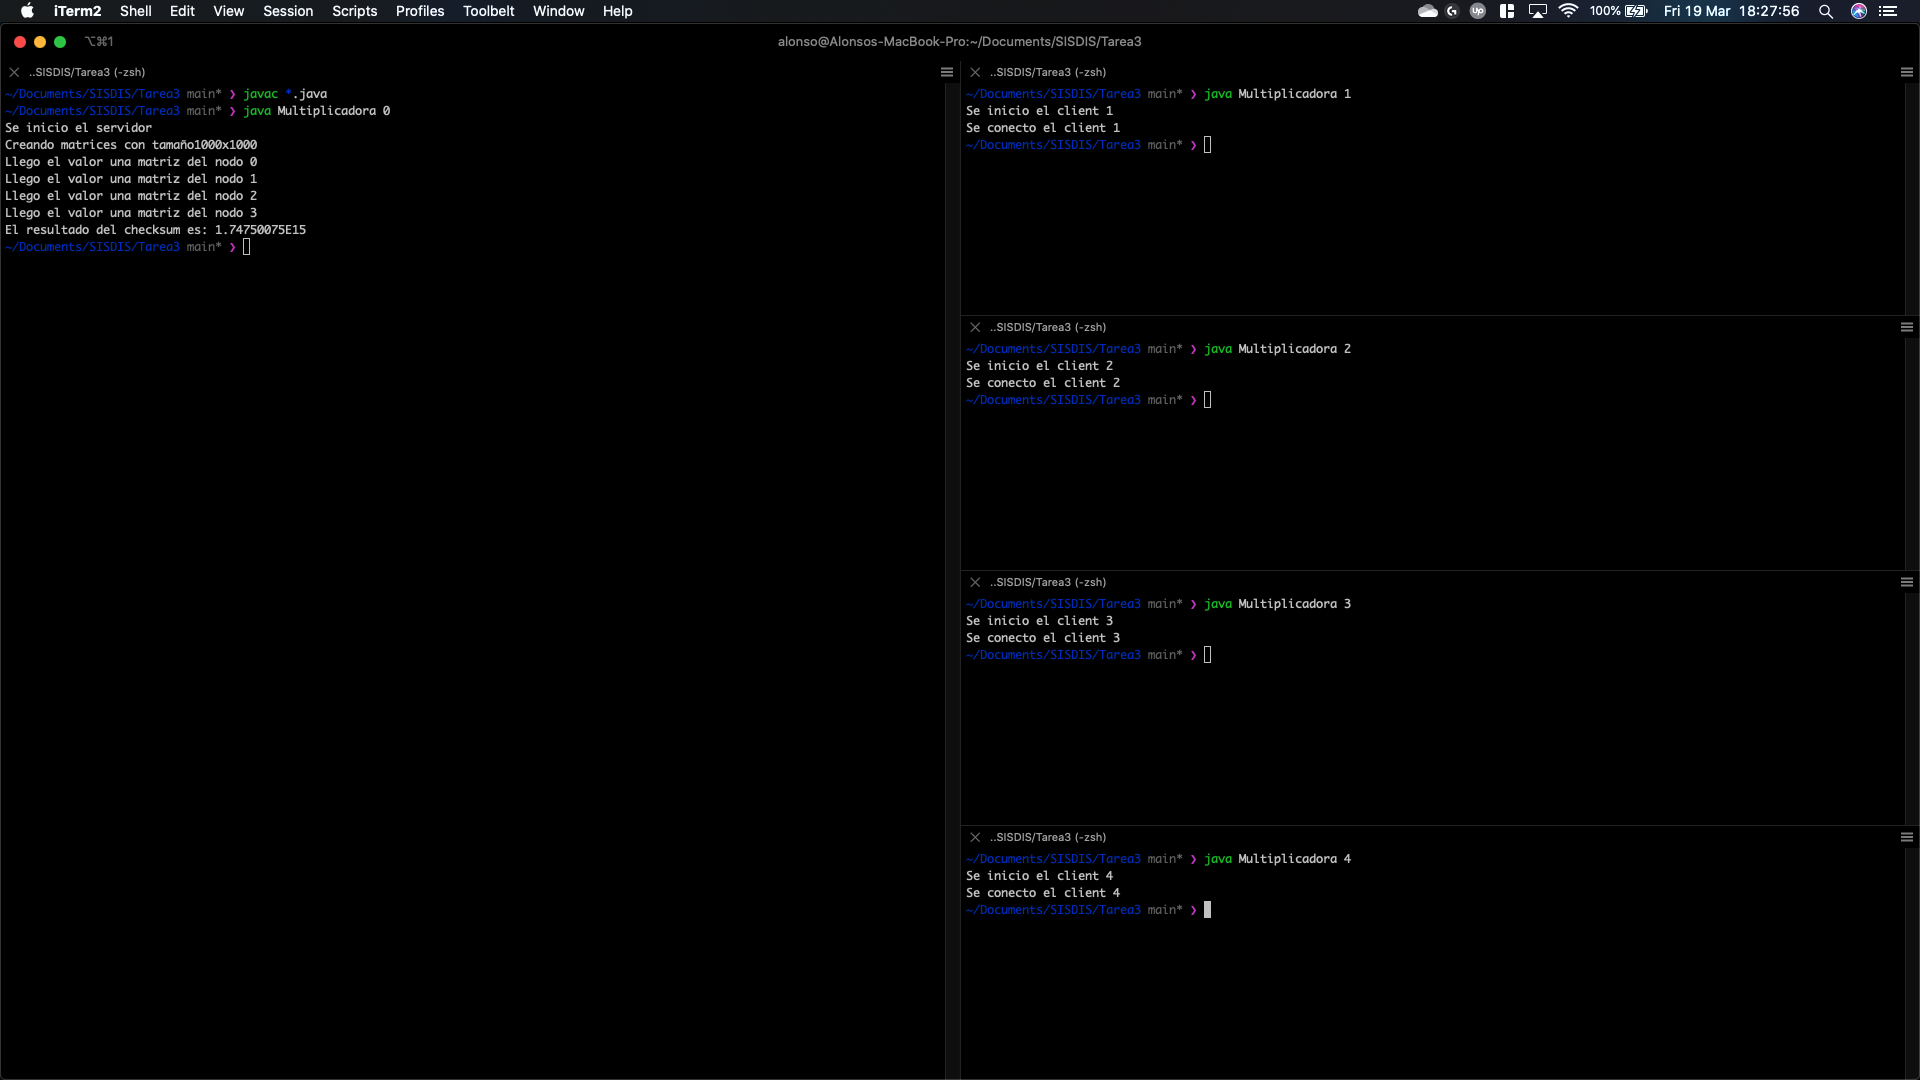 iTerm2 Shell Edit View Session Scripts Profiles Toolbelt Window Help 100% Fri 19 Mar 18:27:56
⌥⌘1 alonso@Alonsos-MacBook-Pro:~/Documents/SISDIS/Tarea3
..SISDIS/Tarea3 (-zsh)
~/Documents/SISDIS/Tarea3 main* ❯ javac *.java
~/Documents/SISDIS/Tarea3 main* ❯ java Multiplicadora 0
Se inicio el servidor
Creando matrices con tamaño1000x1000
Llego el valor una matriz del nodo 0
Llego el valor una matriz del nodo 1
Llego el valor una matriz del nodo 2
Llego el valor una matriz del nodo 3
El resultado del checksum es: 1.74750075E15
~/Documents/SISDIS/Tarea3 main* ❯
..SISDIS/Tarea3 (-zsh)
~/Documents/SISDIS/Tarea3 main* ❯ java Multiplicadora 1
Se inicio el client 1
Se conecto el client 1
~/Documents/SISDIS/Tarea3 main* ❯
..SISDIS/Tarea3 (-zsh)
~/Documents/SISDIS/Tarea3 main* ❯ java Multiplicadora 2
Se inicio el client 2
Se conecto el client 2
~/Documents/SISDIS/Tarea3 main* ❯
..SISDIS/Tarea3 (-zsh)
~/Documents/SISDIS/Tarea3 main* ❯ java Multiplicadora 3
Se inicio el client 3
Se conecto el client 3
~/Documents/SISDIS/Tarea3 main* ❯
..SISDIS/Tarea3 (-zsh)
~/Documents/SISDIS/Tarea3 main* ❯ java Multiplicadora 4
Se inicio el client 4
Se conecto el client 4
~/Documents/SISDIS/Tarea3 main* ❯